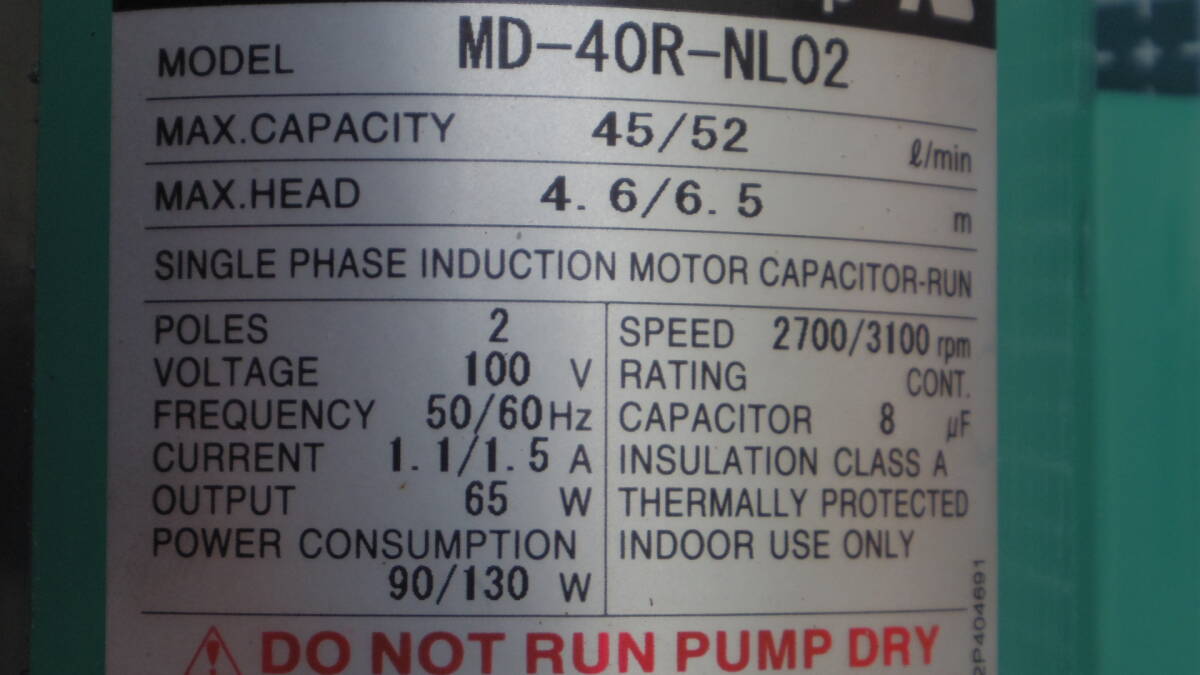 MODEL MD-40R-NL02
MAX.CAPACITY 45/52 ℓ/min
MAX.HEAD 4.6/6.5 m
SINGLE PHASE INDUCTION MOTOR CAPACITOR-RUN
POLES 2
VOLTAGE 100 V
FREQUENCY 50/60 Hz
CURRENT 1.1/1.5 A
OUTPUT 65 W
POWER CONSUMPTION
90/130 W
SPEED 2700/3100 rpm
RATING CONT.
CAPACITOR 8 µF
INSULATION CLASS A
THERMALLY PROTECTED
INDOOR USE ONLY
DO NOT RUN PUMP DRY
2P404691